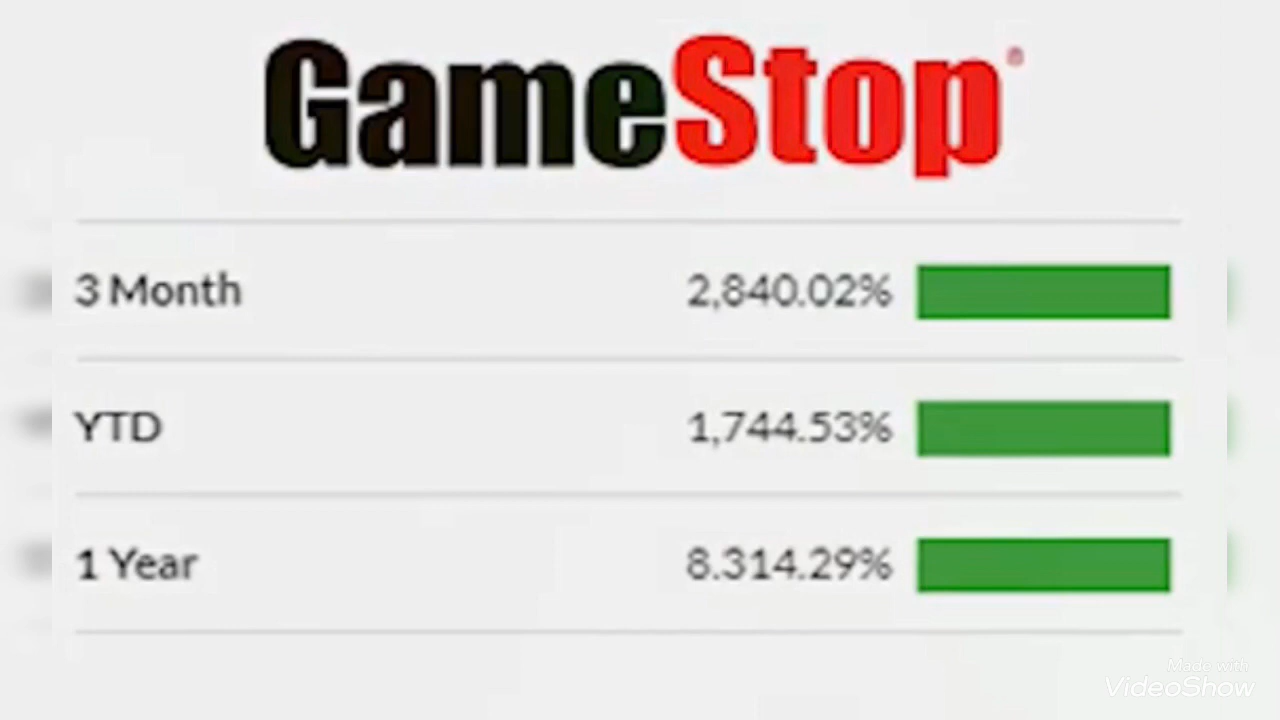 GameStop®
3 Month 2,840.02%
YTD 1,744.53%
1 Year 8.314.29%
Made with
VideoShow